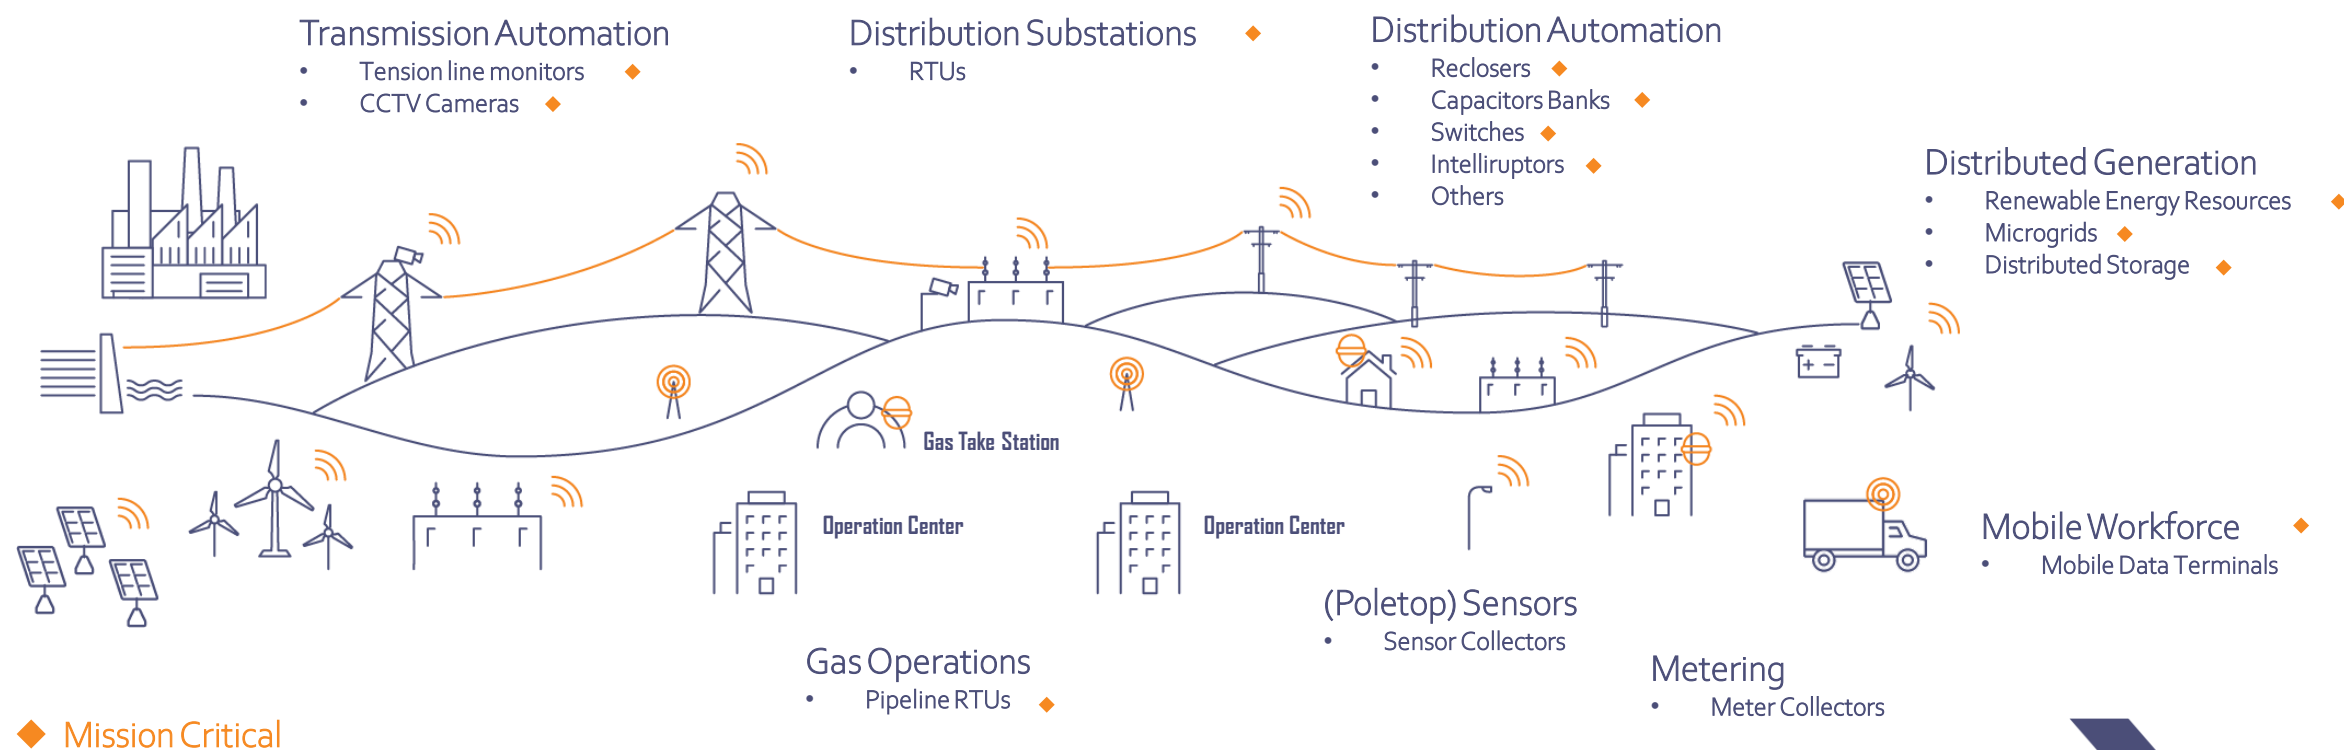 Transmission Automation
• Tension line monitors
• CCTV Cameras
Distribution Substations
• RTUs
Distribution Automation
• Reclosers
• Capacitors Banks
• Switches
• Intelliruptors
• Others
Distributed Generation
• Renewable Energy Resources
• Microgrids
• Distributed Storage
Gas Take Station
Operation Center
Operation Center
Mobile Workforce
• Mobile Data Terminals
(Poletop) Sensors
• Sensor Collectors
Gas Operations
• Pipeline RTUs
Metering
• Meter Collectors
Mission Critical